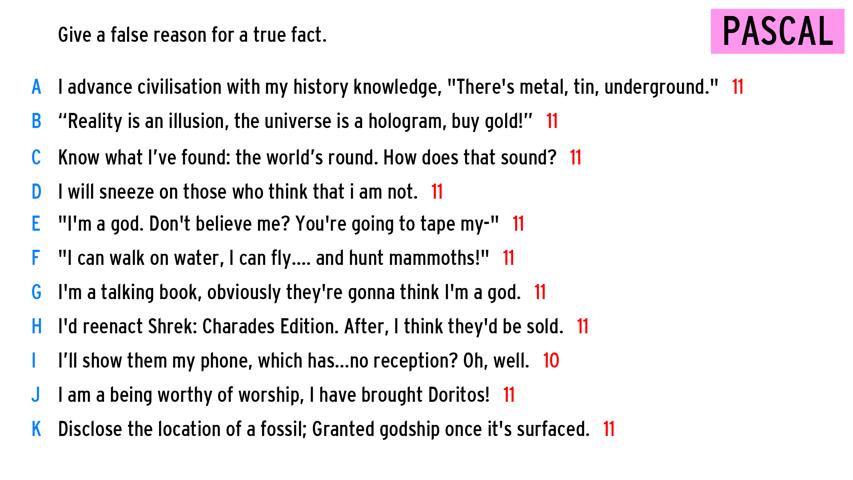 Give a false reason for a true fact.
PASCAL
A I advance civilisation with my history knowledge, "There's metal, tin, underground." 11
B “Reality is an illusion, the universe is a hologram, buy gold!” 11
C Know what I’ve found: the world’s round. How does that sound? 11
D I will sneeze on those who think that i am not. 11
E "I'm a god. Don't believe me? You're going to tape my-" 11
F "I can walk on water, I can fly.... and hunt mammoths!" 11
G I'm a talking book, obviously they're gonna think I'm a god. 11
H I'd reenact Shrek: Charades Edition. After, I think they'd be sold. 11
I I’ll show them my phone, which has...no reception? Oh, well. 10
J I am a being worthy of worship, I have brought Doritos! 11
K Disclose the location of a fossil; Granted godship once it's surfaced. 11